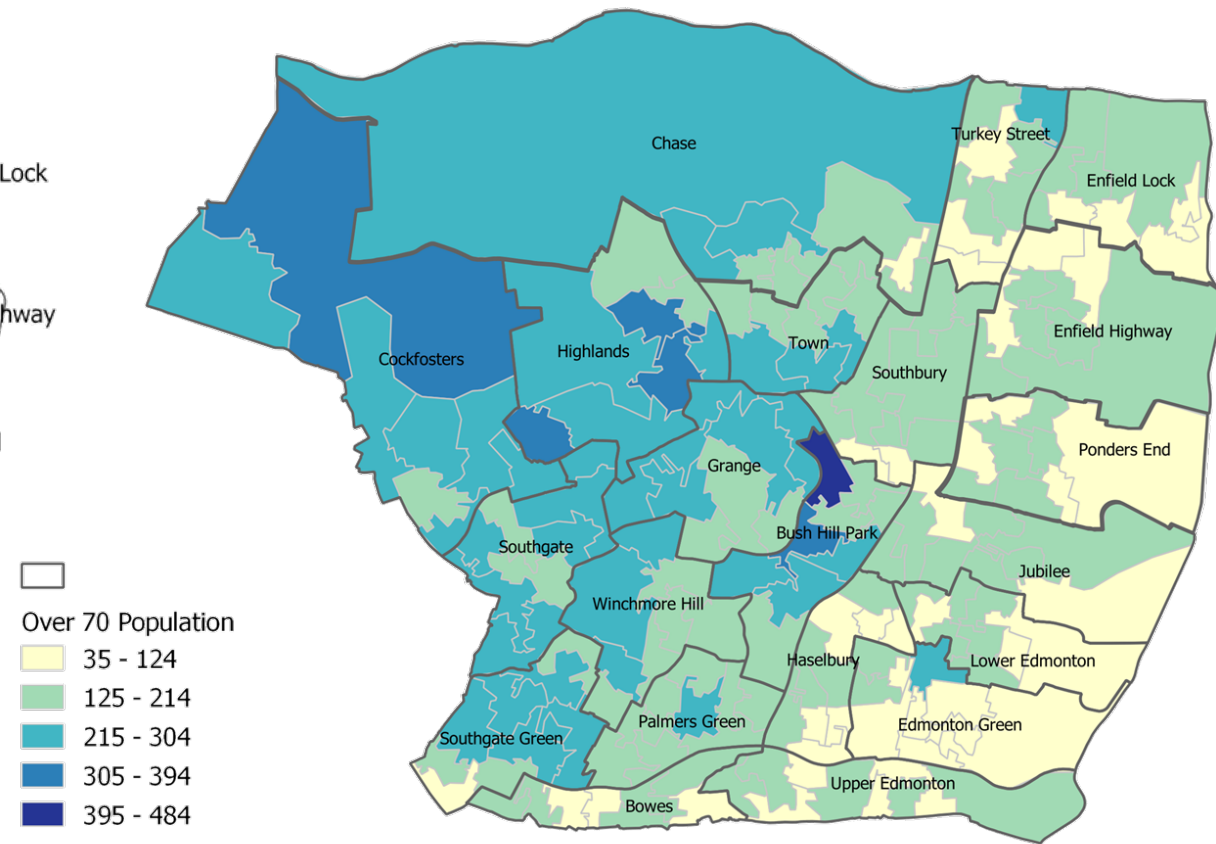 Lock
hway
Chase
Turkey Street
Enfield Lock
Enfield Highway
Cockfosters
Highlands
Town
Southbury
Ponders End
Grange
Bush Hill Park
Southgate
Jubilee
Winchmore Hill
Haselbury
Lower Edmonton
Palmers Green
Edmonton Green
Southgate Green
Upper Edmonton
Bowes
Over 70 Population
35 - 124
125 - 214
215 - 304
305 - 394
395 - 484